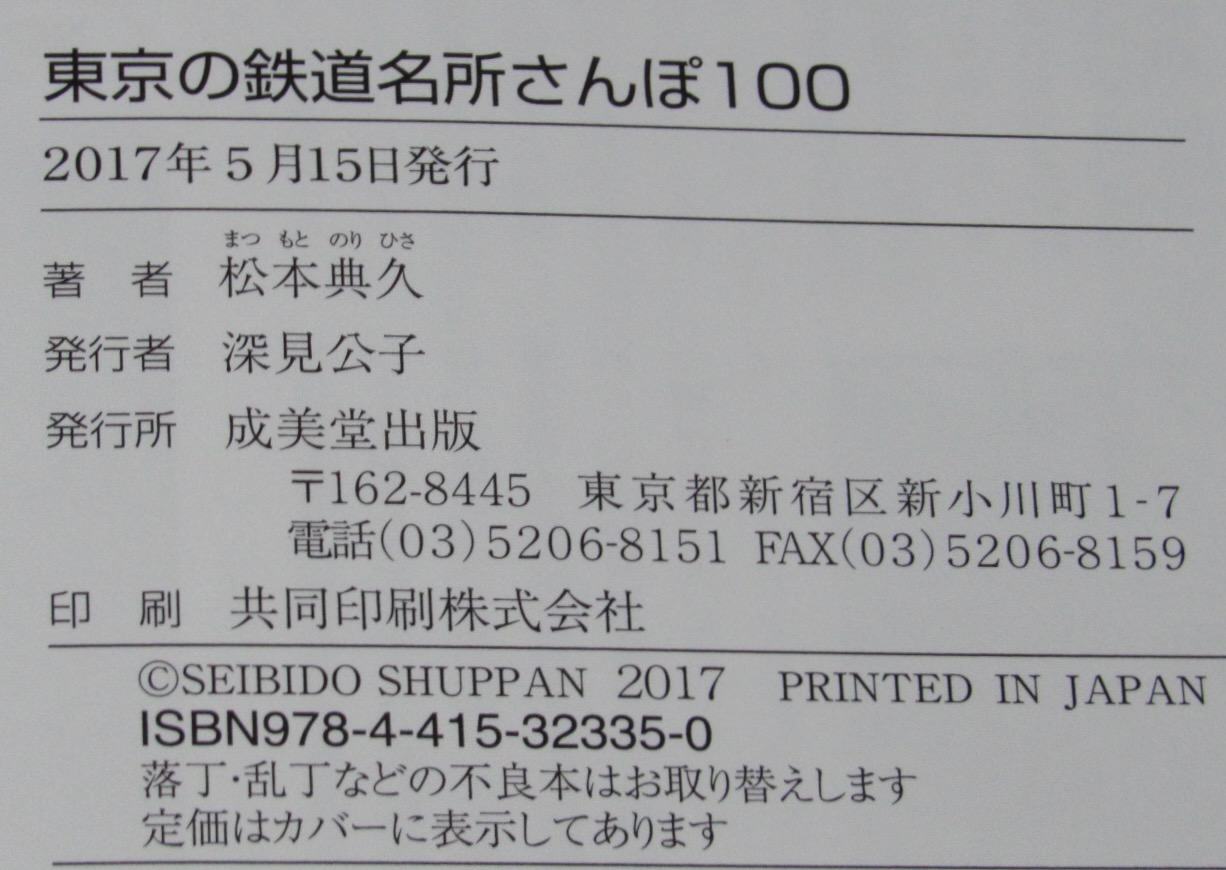 東京の鉄道名所さんぽ100
2017年5月15日発行
まつ もと のり ひさ
著 者 松本典久
発行者 深見公子
発行所 成美堂出版
〒162-8445 東京都新宿区新小川町1-7
電話(03)5206-8151 FAX(03)5206-8159
印 刷 共同印刷株式会社
©SEIBIDO SHUPPAN 2017 PRINTED IN JAPAN
ISBN978-4-415-32335-0
落丁・乱丁などの不良本はお取り替えします
定価はカバーに表示してあります